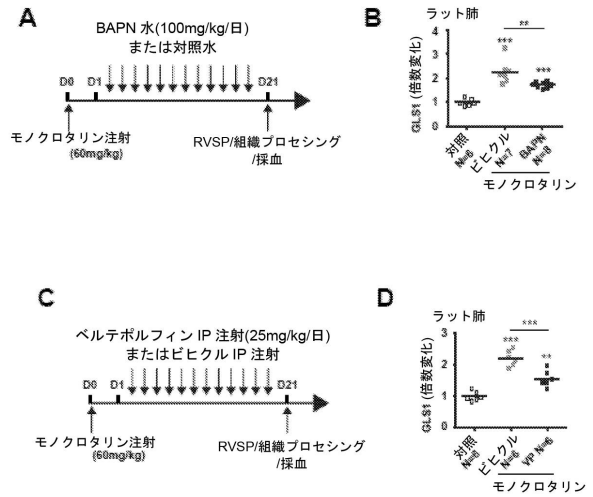 A
BAPN 水(100mg/kg/日)
または対照水
D0 D1 D21
モノクロタリン注射
(60mg/kg)
RVSP/組織プロセシング
/採血
B
ラット肺
**
***
***
GLS1 (倍数変化)
4
3
2
1
0
対照
N=6
ビヒクル
N=7
BAPN
N=8
モノクロタリン
C
ベルテポルフィン IP 注射(25mg/kg/日)
またはビヒクル IP 注射
D0 D1 D21
モノクロタリン注射
(60mg/kg)
RVSP/組織プロセシング
/採血
D
ラット肺
***
***
**
GLS1 (倍数変化)
3
2
1
0
対照
N=6
ビヒクル
N=6
VP N=6
モノクロタリン